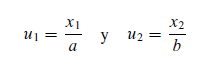 u₁ = x₁/a y u₂ = x₂/b